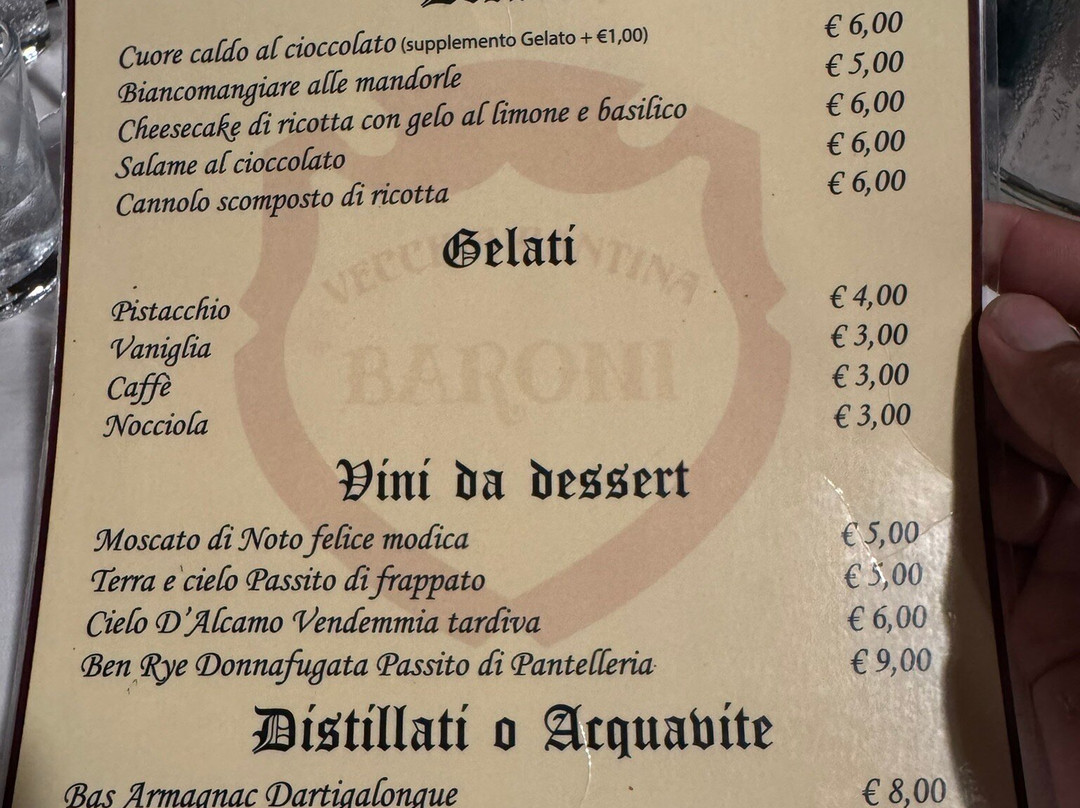 Cuore caldo al cioccolato (supplemento Gelato + €1,00) € 6,00
Biancomangiare alle mandorle € 5,00
Cheesecake di ricotta con gelo al limone e basilico € 6,00
Salame al cioccolato € 6,00
Cannolo scomposto di ricotta € 6,00
Gelati
Pistacchio € 4,00
Vaniglia € 3,00
Caffè € 3,00
Nocciola € 3,00
BARONI
Vini da dessert
Moscato di Noto felice modica € 5,00
Terra e cielo Passito di frappato € 5,00
Cielo D'Alcamo Vendemmia tardiva € 6,00
Ben Rye Donnafugata Passito di Pantelleria € 9,00
Distillati o Acquavite
Bas Armagnac Dartigalongue € 8,00